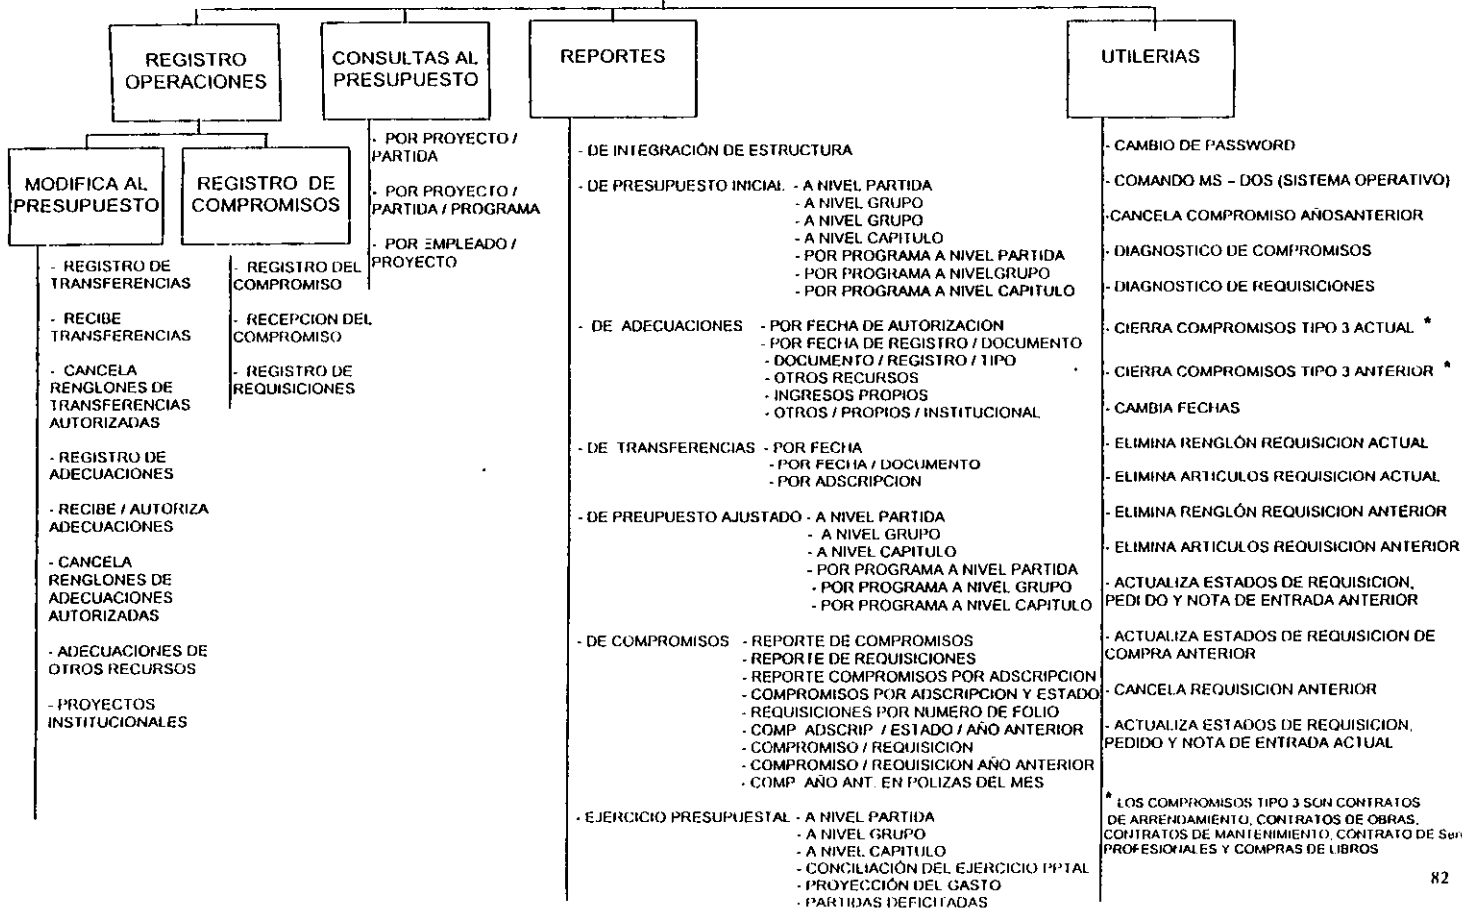 REGISTRO
OPERACIONES
CONSULTAS AL
PRESUPUESTO
REPORTES
UTILERIAS
MODIFICA AL
PRESUPUESTO
REGISTRO DE
COMPROMISOS
- REGISTRO DE
TRANSFERENCIAS
- RECIBE
TRANSFERENCIAS
- CANCELA
RENGLONES DE
TRANSFERENCIAS
AUTORIZADAS
- REGISTRO DE
ADECUACIONES
- RECIBE / AUTORIZA
ADECUACIONES
- CANCELA
RENGLONES DE
ADECUACIONES
AUTORIZADAS
- ADECUACIONES DE
OTROS RECURSOS
- PROYECTOS
INSTITUCIONALES
- REGISTRO DEL
COMPROMISO
- RECEPCION DEL
COMPROMISO
- REGISTRO DE
REQUISICIONES
- POR PROYECTO /
PARTIDA
- POR PROYECTO /
PARTIDA / PROGRAMA
- POR EMPLEADO /
PROYECTO
- DE INTEGRACIÓN DE ESTRUCTURA
- DE PRESUPUESTO INICIAL - A NIVEL PARTIDA
- A NIVEL GRUPO
- A NIVEL GRUPO
- A NIVEL CAPITULO
- POR PROGRAMA A NIVEL PARTIDA
- POR PROGRAMA A NIVELGRUPO
- POR PROGRAMA A NIVEL CAPITULO
- DE ADECUACIONES - POR FECHA DE AUTORIZACION
- POR FECHA DE REGISTRO / DOCUMENTO
- DOCUMENTO / REGISTRO / TIPO
- OTROS RECURSOS
- INGRESOS PROPIOS
- OTROS / PROPIOS / INSTITUCIONAL
- DE TRANSFERENCIAS - POR FECHA
- POR FECHA / DOCUMENTO
- POR ADSCRIPCION
- DE PREUPUESTO AJUSTADO - A NIVEL PARTIDA
- A NIVEL GRUPO
- A NIVEL CAPITULO
- POR PROGRAMA A NIVEL PARTIDA
- POR PROGRAMA A NIVEL GRUPO
- POR PROGRAMA A NIVEL CAPITULO
- DE COMPROMISOS - REPORTE DE COMPROMISOS
- REPORTE DE REQUISICIONES
- REPORTE COMPROMISOS POR ADSCRIPCION
- COMPROMISOS POR ADSCRIPCION Y ESTADO
- REQUISICIONES POR NUMERO DE FOLIO
- COMP ADSCRIP / ESTADO / AÑO ANTERIOR
- COMPROMISO / REQUISICION
- COMPROMISO / REQUISICION AÑO ANTERIOR
- COMP AÑO ANT. EN POLIZAS DEL MES
- EJERCICIO PRESUPUESTAL - A NIVEL PARTIDA
- A NIVEL GRUPO
- A NIVEL CAPITULO
- CONCILIACIÓN DEL EJERCICIO PPTAL
- PROYECCIÓN DEL GASTO
- PARTIDAS DEFICITADAS
- CAMBIO DE PASSWORD
- COMANDO MS – DOS (SISTEMA OPERATIVO)
-CANCELA COMPROMISO AÑOSANTERIOR
- DIAGNOSTICO DE COMPROMISOS
- DIAGNOSTICO DE REQUISICIONES
- CIERRA COMPROMISOS TIPO 3 ACTUAL *
- CIERRA COMPROMISOS TIPO 3 ANTERIOR *
- CAMBIA FECHAS
- ELIMINA RENGLÓN REQUISICION ACTUAL
- ELIMINA ARTICULOS REQUISICION ACTUAL
- ELIMINA RENGLÓN REQUISICION ANTERIOR
- ELIMINA ARTICULOS REQUISICION ANTERIOR
- ACTUALIZA ESTADOS DE REQUISICION,
PEDI DO Y NOTA DE ENTRADA ANTERIOR
- ACTUALIZA ESTADOS DE REQUISICION DE
COMPRA ANTERIOR
- CANCELA REQUISICION ANTERIOR
- ACTUALIZA ESTADOS DE REQUISICION,
PEDIDO Y NOTA DE ENTRADA ACTUAL
* LOS COMPROMISOS TIPO 3 SON CONTRATOS
DE ARRENDAMIENTO, CONTRATOS DE OBRAS,
CONTRATOS DE MANTENIMIENTO, CONTRATO DE Ser
PROFESIONALES Y COMPRAS DE LIBROS
82